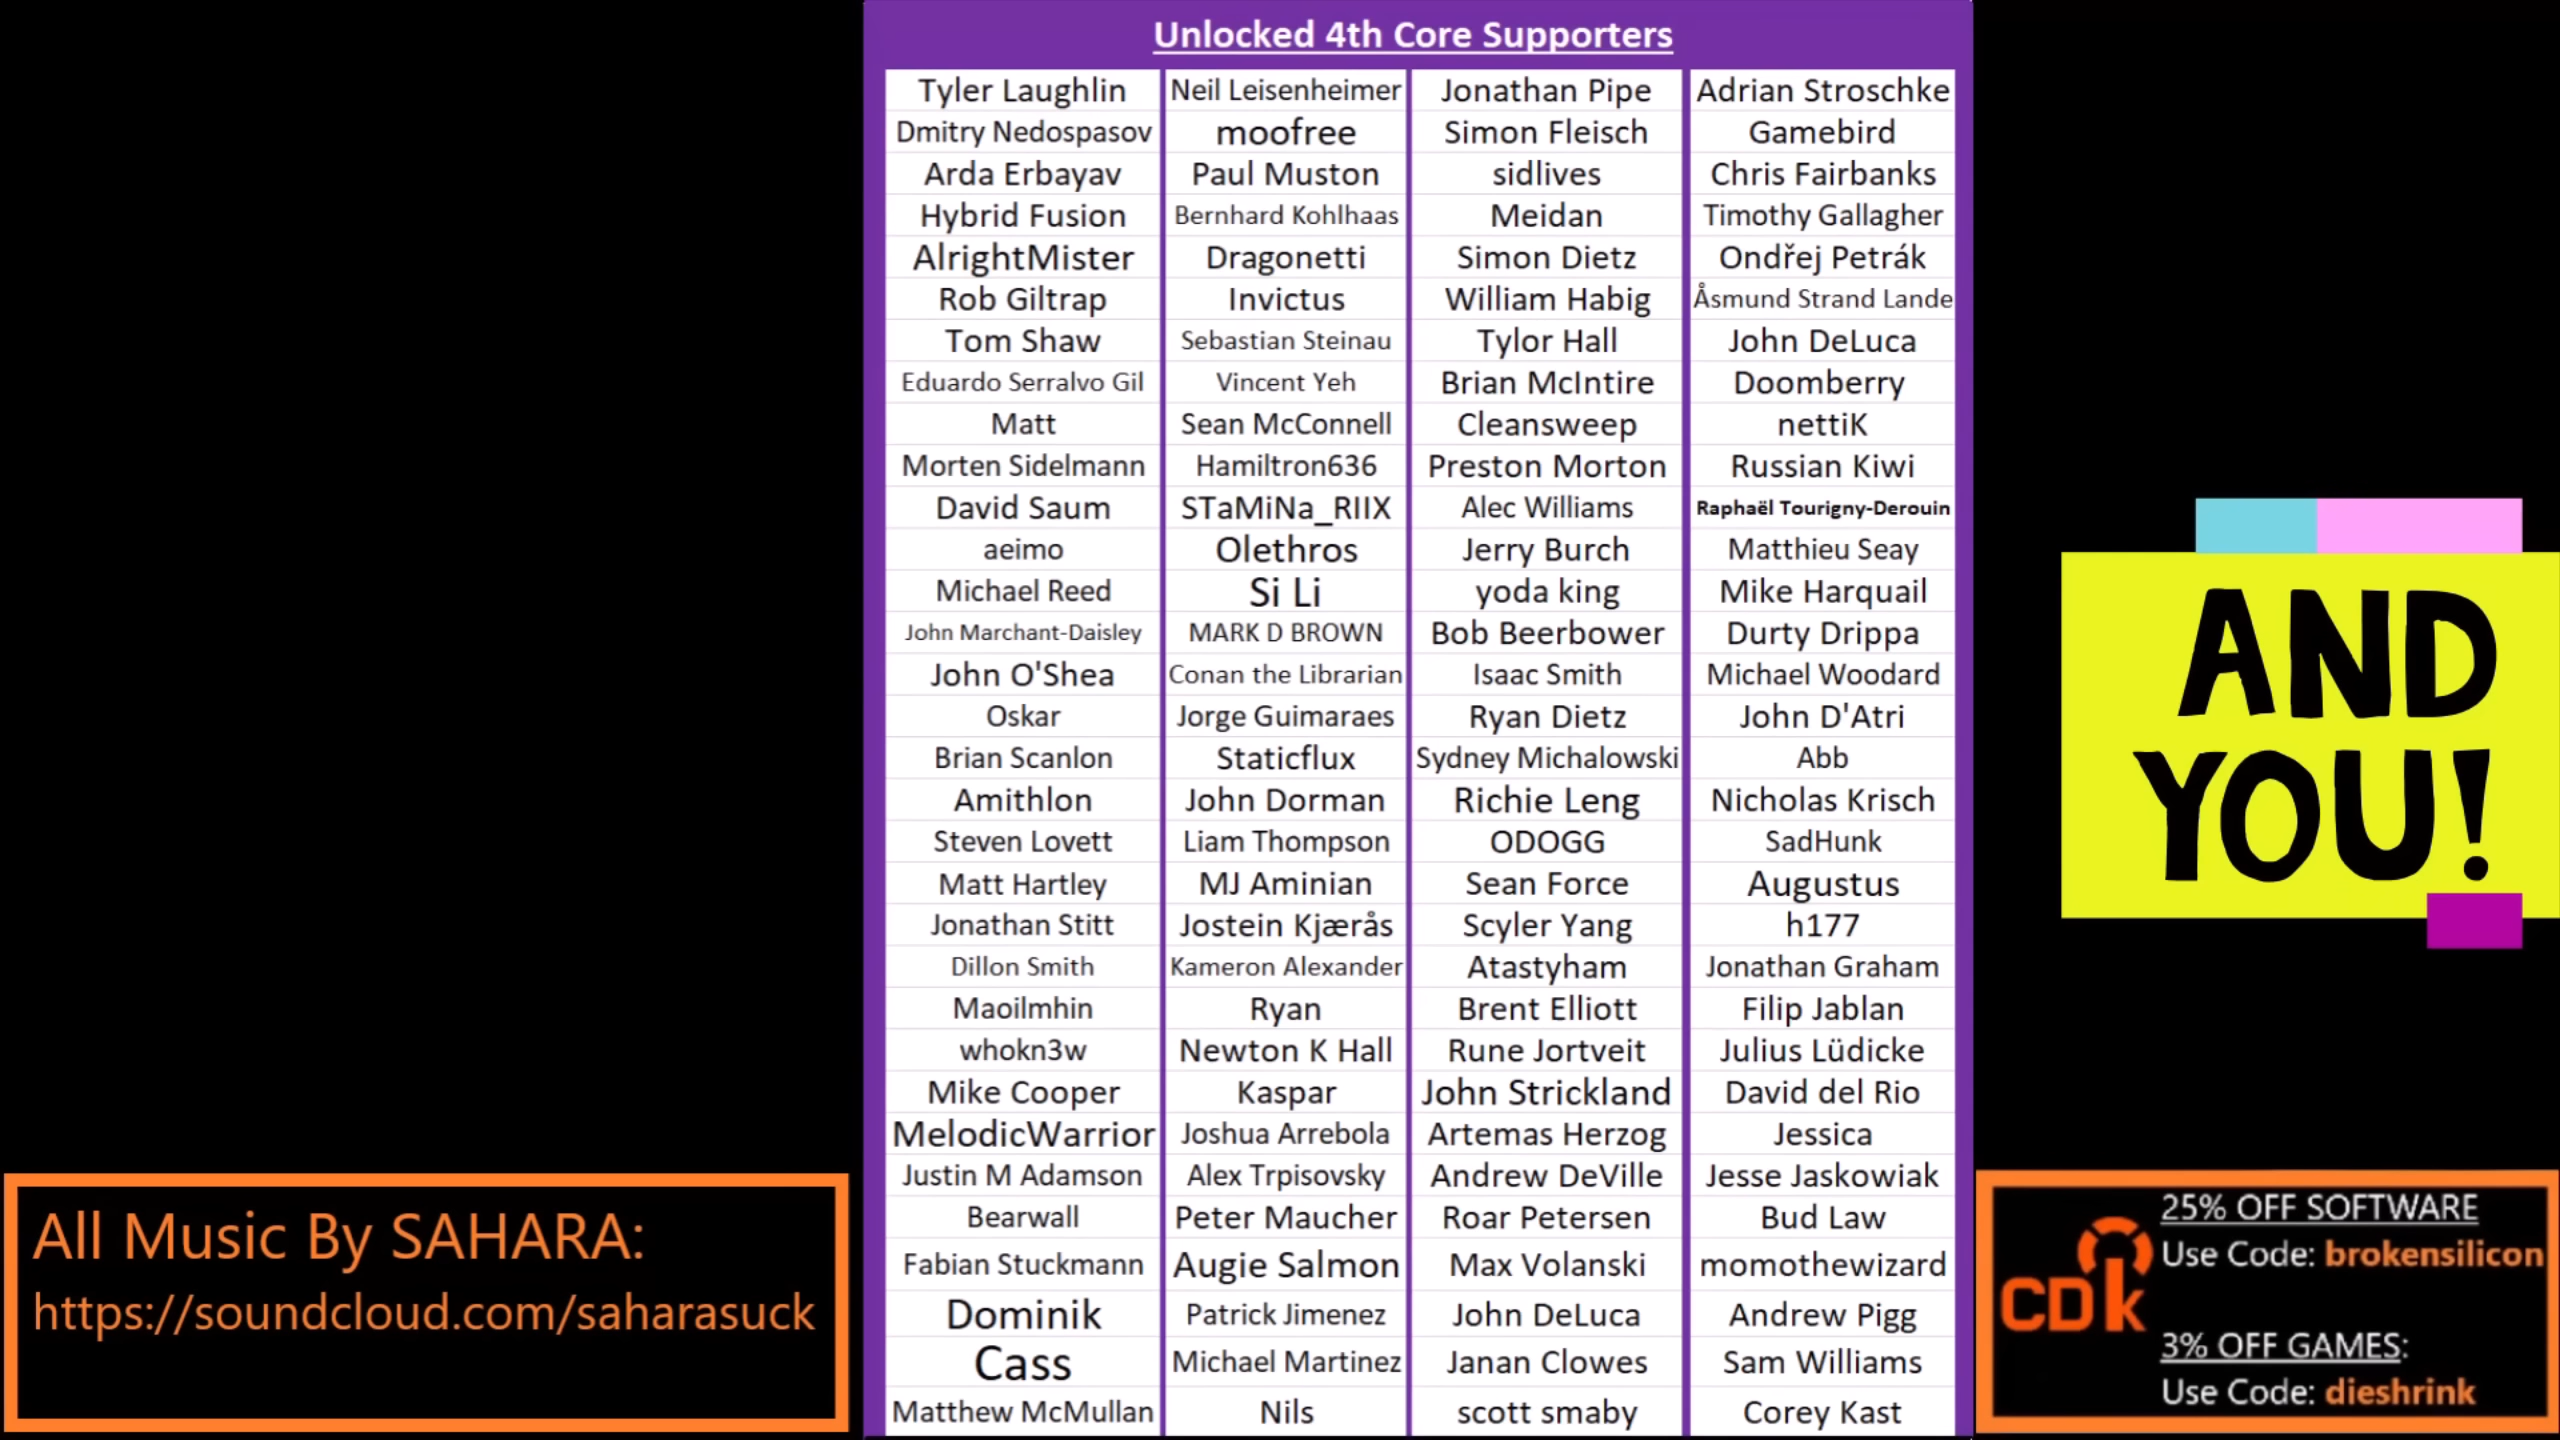 Unlocked 4th Core Supporters
Tyler Laughlin Neil Leisenheimer Jonathan Pipe Adrian Stroschke
Dmitry Nedospasov moofree Simon Fleisch Gamebird
Arda Erbayav Paul Muston sidlives Chris Fairbanks
Hybrid Fusion Bernhard Kohlhaas Meidan Timothy Gallagher
AlrightMister Dragonetti Simon Dietz Ondřej Petrák
Rob Giltrap Invictus William Habig Åsmund Strand Lande
Tom Shaw Sebastian Steinau Tylor Hall John DeLuca
Eduardo Serralvo Gil Vincent Yeh Brian McIntire Doomberry
Matt Sean McConnell Cleansweep nettiK
Morten Sidelmann Hamiltron636 Preston Morton Russian Kiwi
David Saum STaMiNa_RIIX Alec Williams Raphaël Tourigny-Derouin
aeimo Olethros Jerry Burch Matthieu Seay
Michael Reed Si Li yoda king Mike Harquail
John Marchant-Daisley MARK D BROWN Bob Beerbower Durty Drippa
John O'Shea Conan the Librarian Isaac Smith Michael Woodard
Oskar Jorge Guimaraes Ryan Dietz John D'Atri
Brian Scanlon Staticflux Sydney Michalowski Abb
Amithlon John Dorman Richie Leng Nicholas Krisch
Steven Lovett Liam Thompson ODOGG SadHunk
Matt Hartley MJ Aminian Sean Force Augustus
Jonathan Stitt Jostein Kjærås Scyler Yang h177
Dillon Smith Kameron Alexander Atastyham Jonathan Graham
Maoilmhin Ryan Brent Elliott Filip Jablan
whokn3w Newton K Hall Rune Jortveit Julius Lüdicke
Mike Cooper Kaspar John Strickland David del Rio
MelodicWarrior Joshua Arrebola Artemas Herzog Jessica
Justin M Adamson Alex Trpisovsky Andrew DeVille Jesse Jaskowiak
Bearwall Peter Maucher Roar Petersen Bud Law
Fabian Stuckmann Augie Salmon Max Volanski momothewizard
Dominik Patrick Jimenez John DeLuca Andrew Pigg
Cass Michael Martinez Janan Clowes Sam Williams
Matthew McMullan Nils scott smaby Corey Kast
AND
YOU!
All Music By SAHARA:
https://soundcloud.com/saharasuck
CDk
25% OFF SOFTWARE
Use Code: brokensilicon
3% OFF GAMES:
Use Code: dieshrink